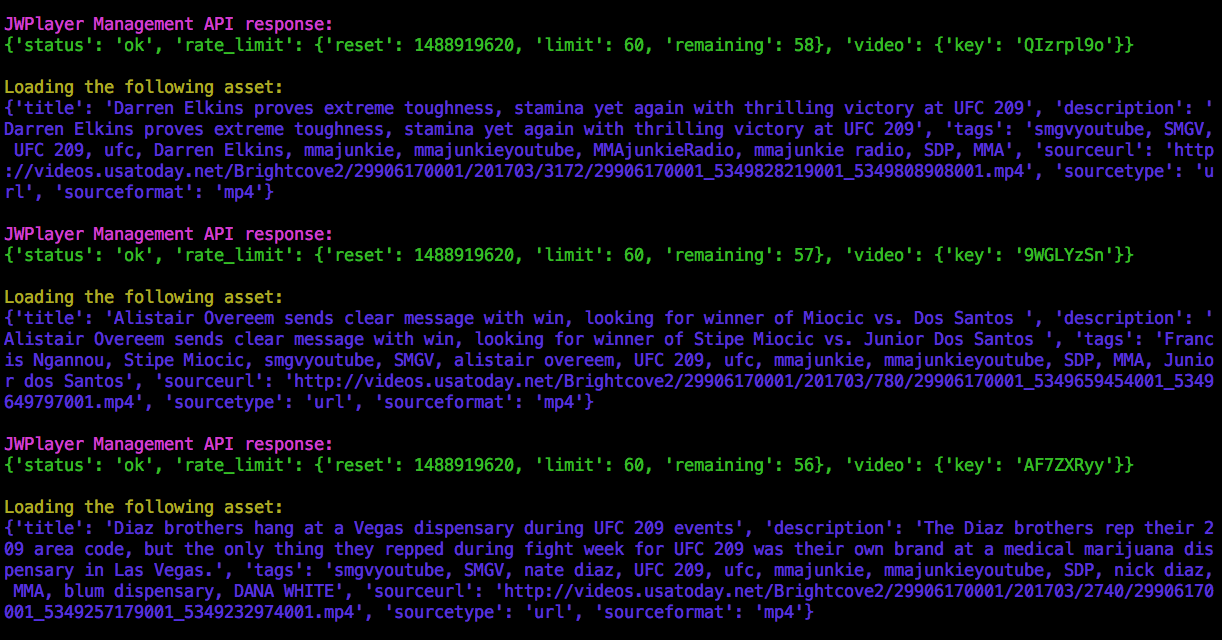 JWPlayer Management API response:
{'status': 'ok', 'rate_limit': {'reset': 1488919620, 'limit': 60, 'remaining': 58}, 'video': {'key': 'QIzrpl9o'}}
Loading the following asset:
{'title': 'Darren Elkins proves extreme toughness, stamina yet again with thrilling victory at UFC 209', 'description': '
Darren Elkins proves extreme toughness, stamina yet again with thrilling victory at UFC 209', 'tags': 'smgvyoutube, SMGV,
 UFC 209, ufc, Darren Elkins, mmajunkie, mmajunkieyoutube, MMAjunkieRadio, mmajunkie radio, SDP, MMA', 'sourceurl': 'http
://videos.usatoday.net/Brightcove2/29906170001/201703/3172/29906170001_5349828219001_5349808908001.mp4', 'sourcetype': 'u
rl', 'sourceformat': 'mp4'}
JWPlayer Management API response:
{'status': 'ok', 'rate_limit': {'reset': 1488919620, 'limit': 60, 'remaining': 57}, 'video': {'key': '9WGLYzSn'}}
Loading the following asset:
{'title': 'Alistair Overeem sends clear message with win, looking for winner of Miocic vs. Dos Santos ', 'description': '
Alistair Overeem sends clear message with win, looking for winner of Stipe Miocic vs. Junior Dos Santos ', 'tags': 'Franc
is Ngannou, Stipe Miocic, smgvyoutube, SMGV, alistair overeem, UFC 209, ufc, mmajunkie, mmajunkieyoutube, SDP, MMA, Junio
r dos Santos', 'sourceurl': 'http://videos.usatoday.net/Brightcove2/29906170001/201703/780/29906170001_5349659454001_5349
649797001.mp4', 'sourcetype': 'url', 'sourceformat': 'mp4'}
JWPlayer Management API response:
{'status': 'ok', 'rate_limit': {'reset': 1488919620, 'limit': 60, 'remaining': 56}, 'video': {'key': 'AF7ZXRyy'}}
Loading the following asset:
{'title': 'Diaz brothers hang at a Vegas dispensary during UFC 209 events', 'description': 'The Diaz brothers rep their 2
09 area code, but the only thing they repped during fight week for UFC 209 was their own brand at a medical marijuana dis
pensary in Las Vegas.', 'tags': 'smgvyoutube, SMGV, nate diaz, UFC 209, ufc, mmajunkie, mmajunkieyoutube, SDP, nick diaz,
 MMA, blum dispensary, DANA WHITE', 'sourceurl': 'http://videos.usatoday.net/Brightcove2/29906170001/201703/2740/29906170
001_5349257179001_5349232974001.mp4', 'sourcetype': 'url', 'sourceformat': 'mp4'}